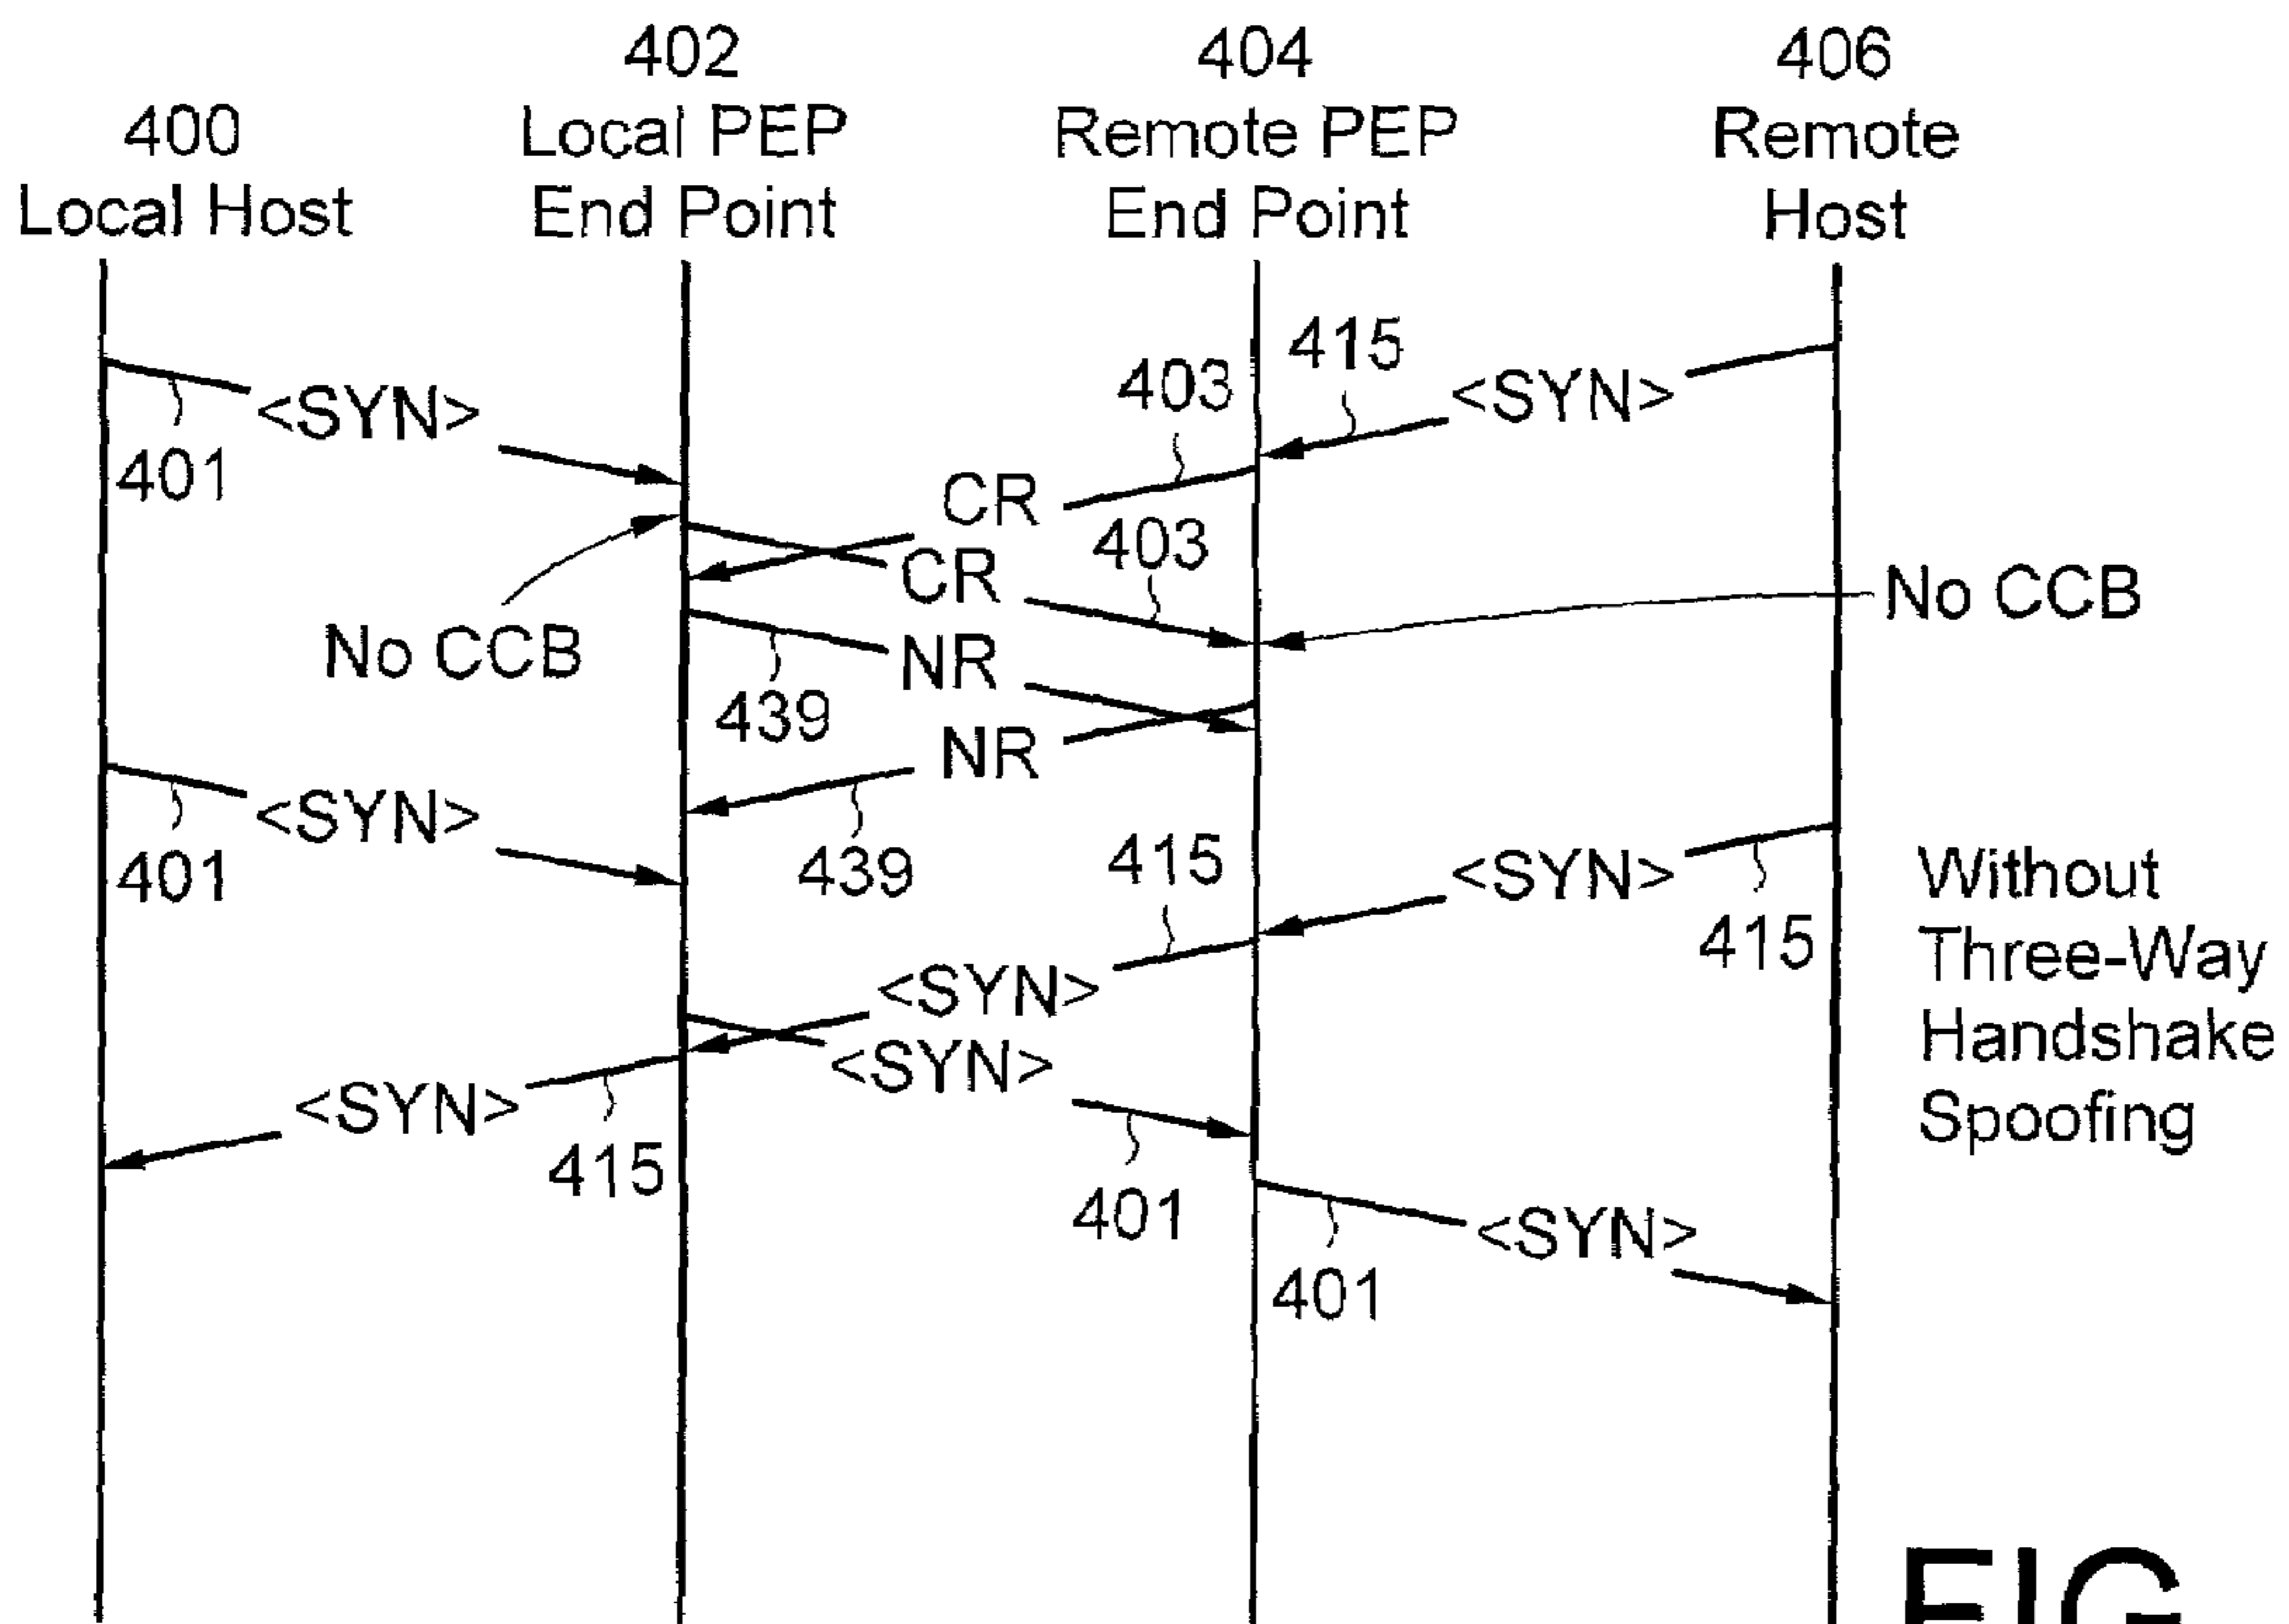 400
Local Host
402
Local PEP
End Point
404
Remote PEP
End Point
406
Remote
Host
<SYN>
401
415
<SYN>
403
CR
403
CR
No CCB
No CCB
NR
439
NR
439
<SYN>
401
<SYN>
415
415
<SYN>
<SYN>
401
<SYN>
415
<SYN>
401
Without
Three-Way
Handshake
Spoofing
FIG